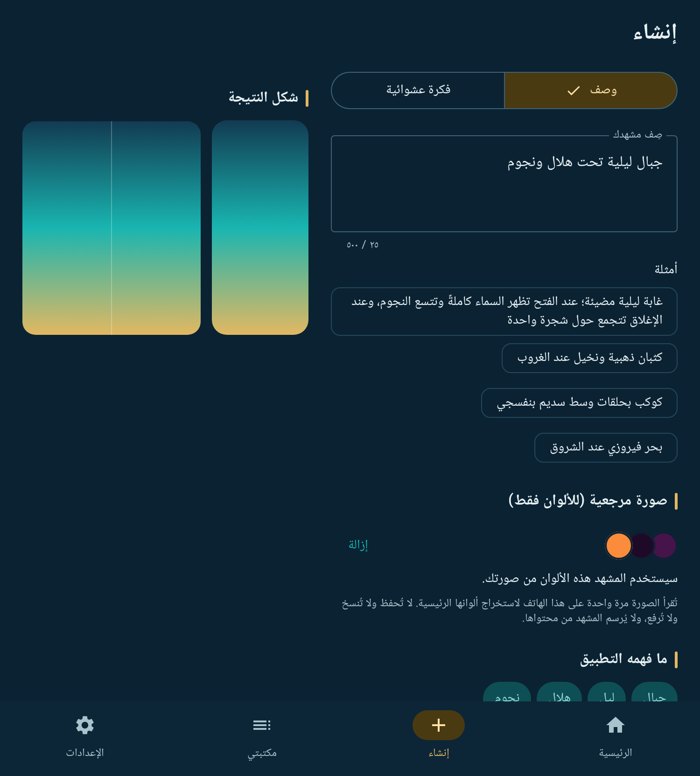 إنشاء
وصف
فكرة عشوائية
صِف مشهدك
جبال ليلية تحت هلال ونجوم
٢٥ / ٥٠٠
أمثلة
غابة ليلية مضيئة؛ عند الفتح تظهر السماء كاملةً وتتسع النجوم، وعند
الإغلاق تتجمع حول شجرة واحدة
كثبان ذهبية ونخيل عند الغروب
كوكب بحلقات وسط سديم بنفسجي
بحر فيروزي عند الشروق
صورة مرجعية (للألوان فقط)
إزالة
سيستخدم المشهد هذه الألوان من صورتك.
تُقرأ الصورة مرة واحدة على هذا الهاتف لاستخراج ألوانها الرئيسية. لا تُحفظ ولا تُنسخ
ولا تُرفع، ولا يُرسم المشهد من محتواها.
ما فهمه التطبيق
جبال
ليل
هلال
نجوم
شكل النتيجة
الرئيسية
إنشاء
مكتبتي
الإعدادات